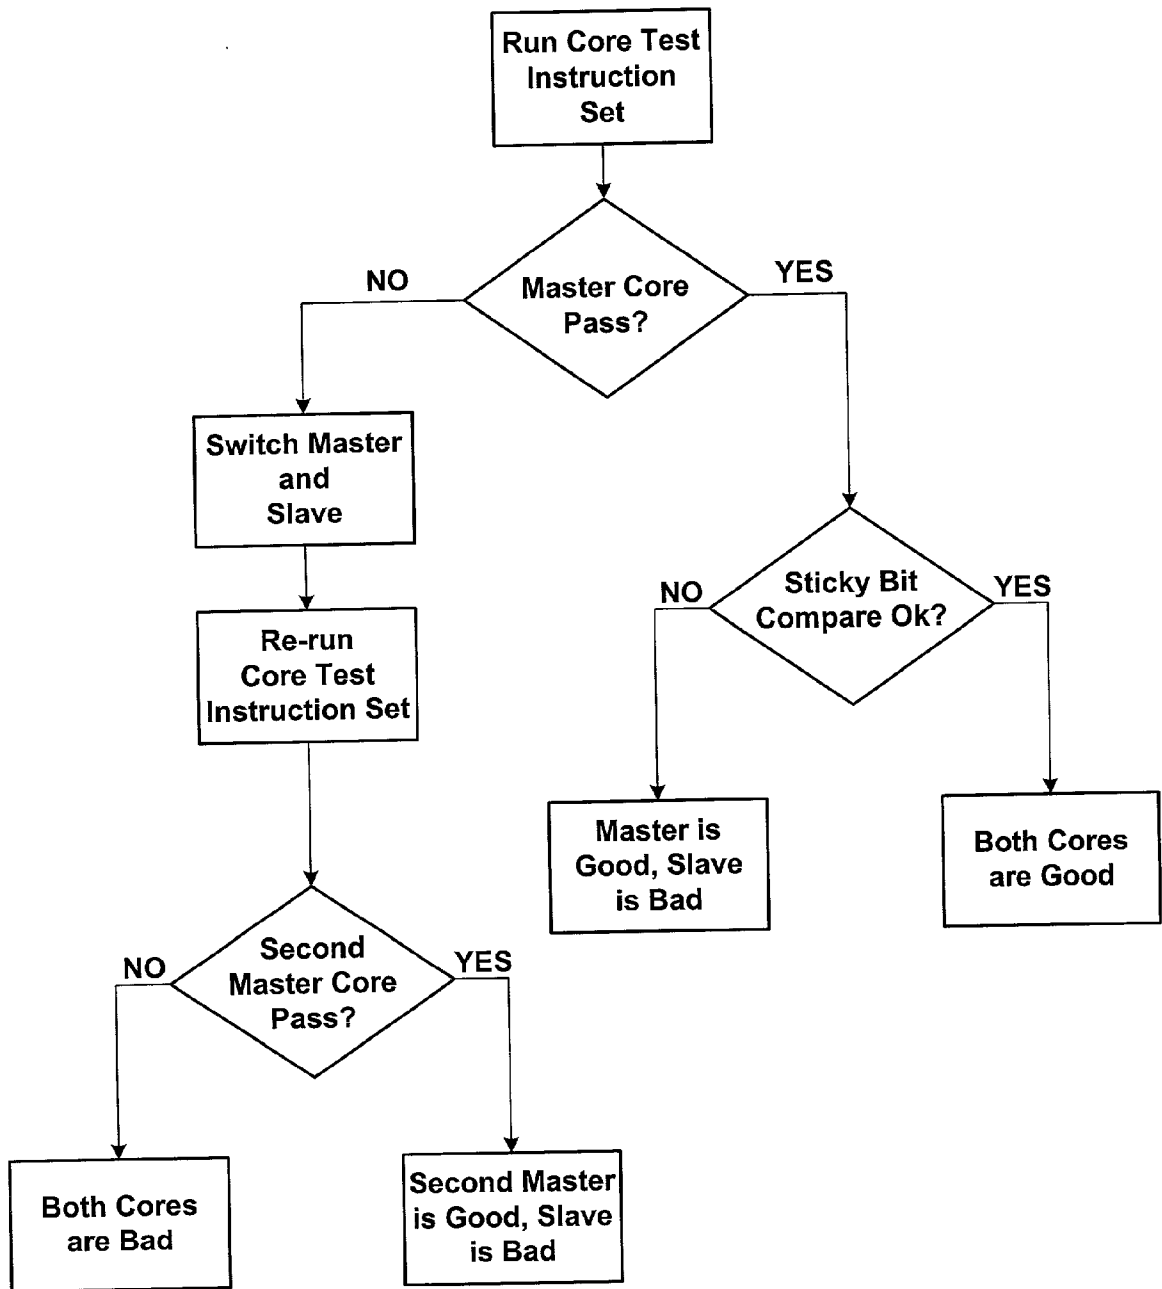 Run Core Test
Instruction
Set
NO
YES
Master Core
Pass?
Switch Master
and
Slave
NO
Sticky Bit
Compare Ok?
YES
Re-run
Core Test
Instruction Set
Master is
Good, Slave
is Bad
Both Cores
are Good
NO
Second
Master Core
Pass?
YES
Both Cores
are Bad
Second Master
is Good, Slave
is Bad